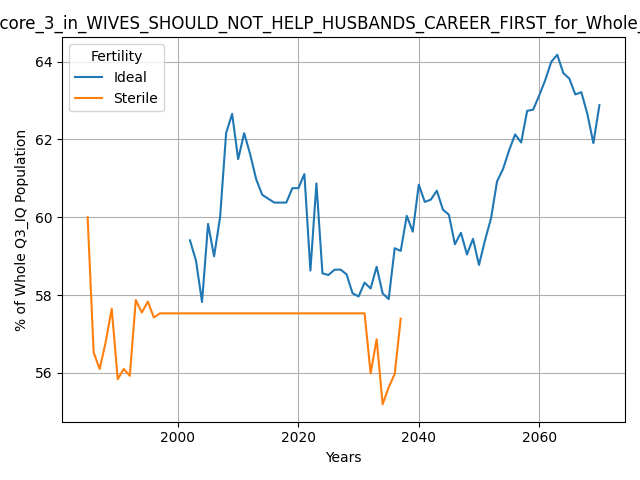 core_3_in_WIVES_SHOULD_NOT_HELP_HUSBANDS_CAREER_FIRST_for_Whole_
Fertility
Ideal
Sterile
% of Whole Q3_IQ Population
64
62
60
58
56
2000
2020
2040
2060
Years